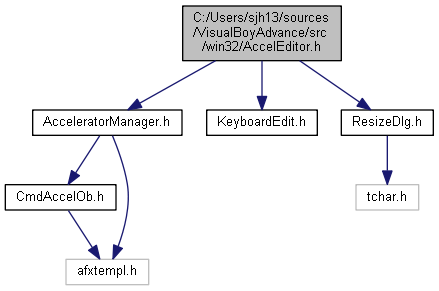 C:/Users/sjh13/sources
/VisualBoyAdvance/src
/win32/AccelEditor.h
AcceleratorManager.h
KeyboardEdit.h
ResizeDlg.h
CmdAccelOb.h
tchar.h
afxtempl.h